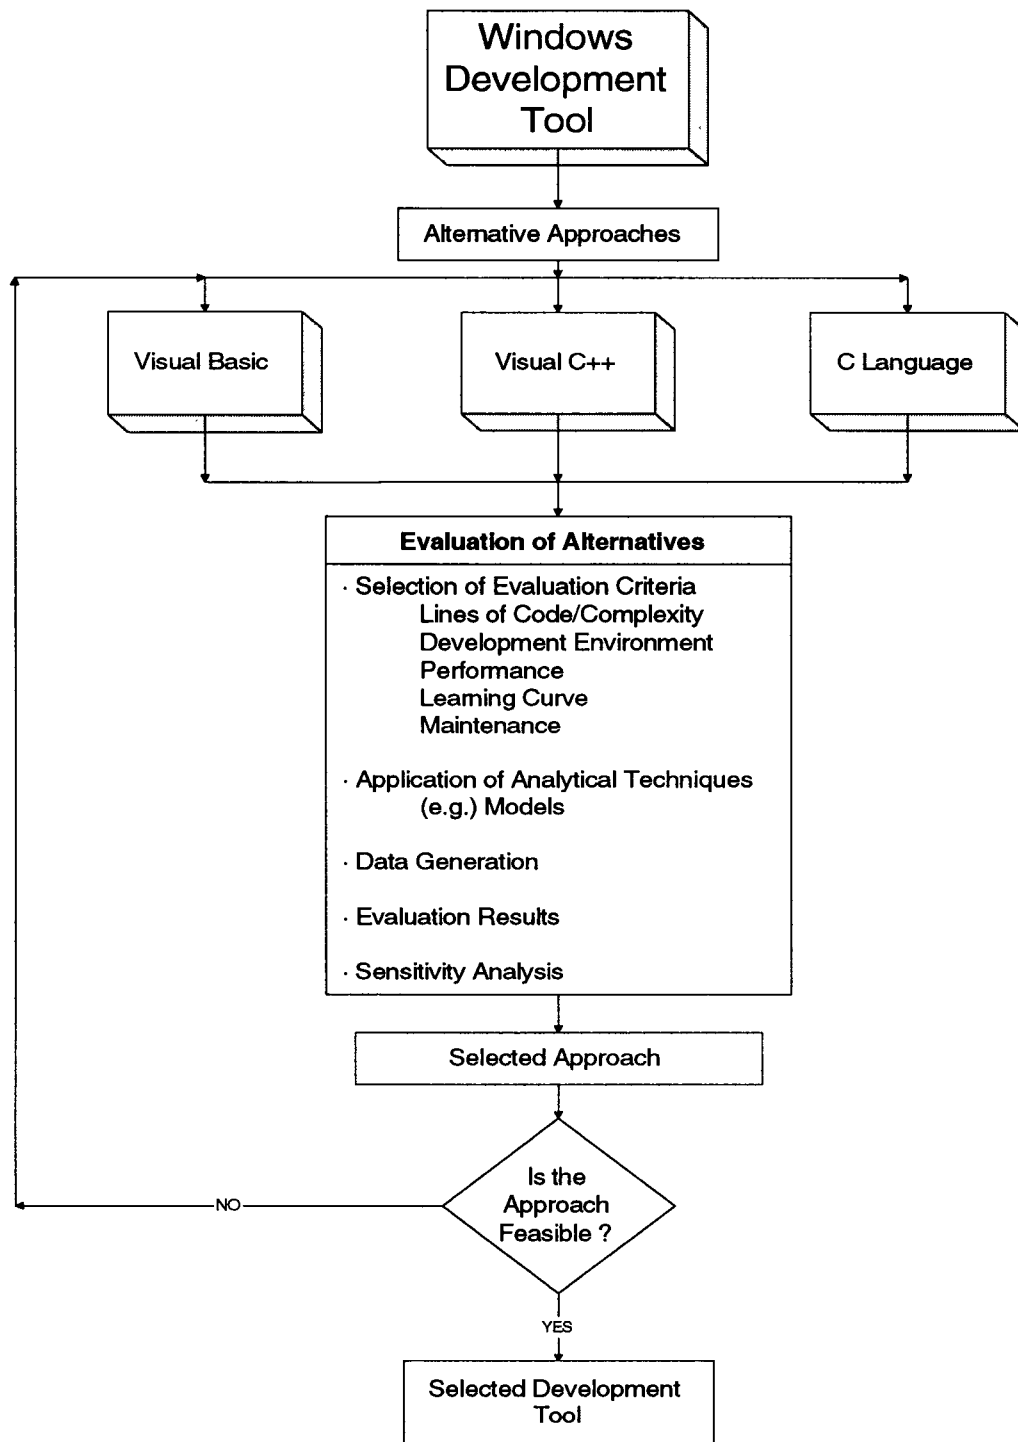 Windows
Development
Tool
Alternative Approaches
Visual Basic
Visual C++
C Language
Evaluation of Alternatives
· Selection of Evaluation Criteria
Lines of Code/Complexity
Development Environment
Performance
Learning Curve
Maintenance
· Application of Analytical Techniques
(e.g.) Models
· Data Generation
· Evaluation Results
· Sensitivity Analysis
Selected Approach
Is the
Approach
Feasible ?
NO
YES
Selected Development
Tool